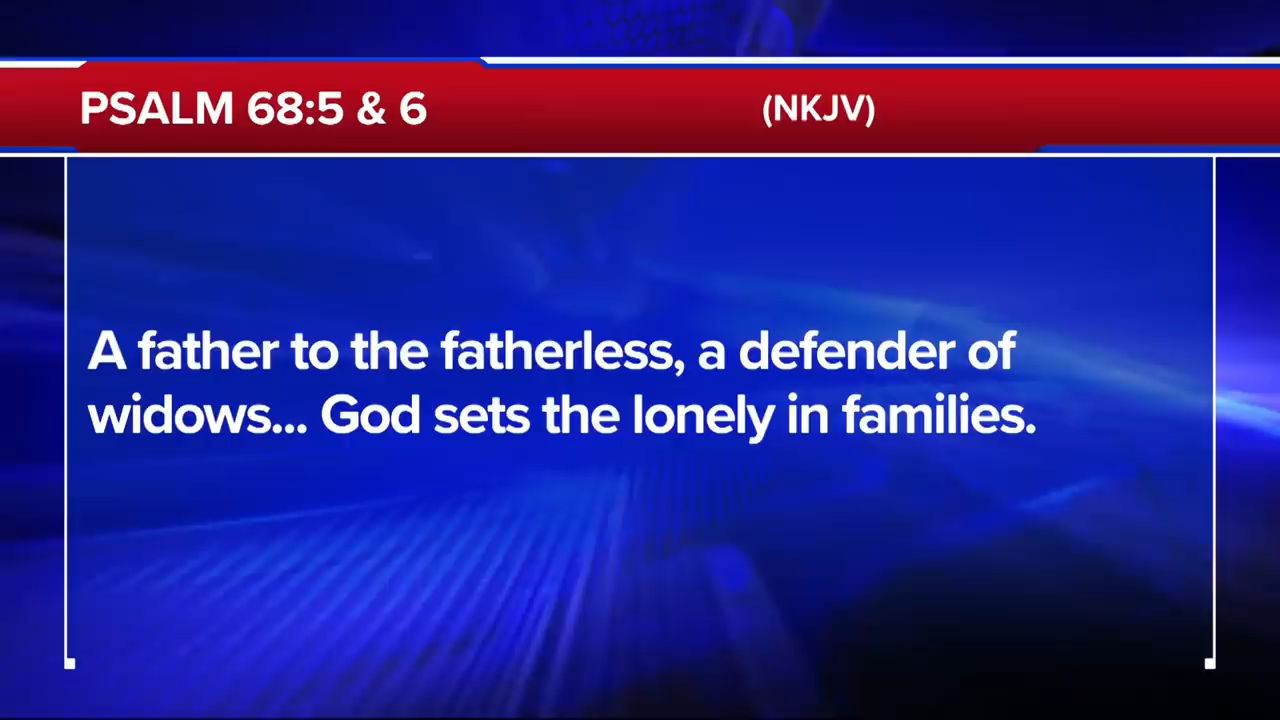 PSALM 68:5 & 6 (NKJV)
A father to the fatherless, a defender of
widows... God sets the lonely in families.